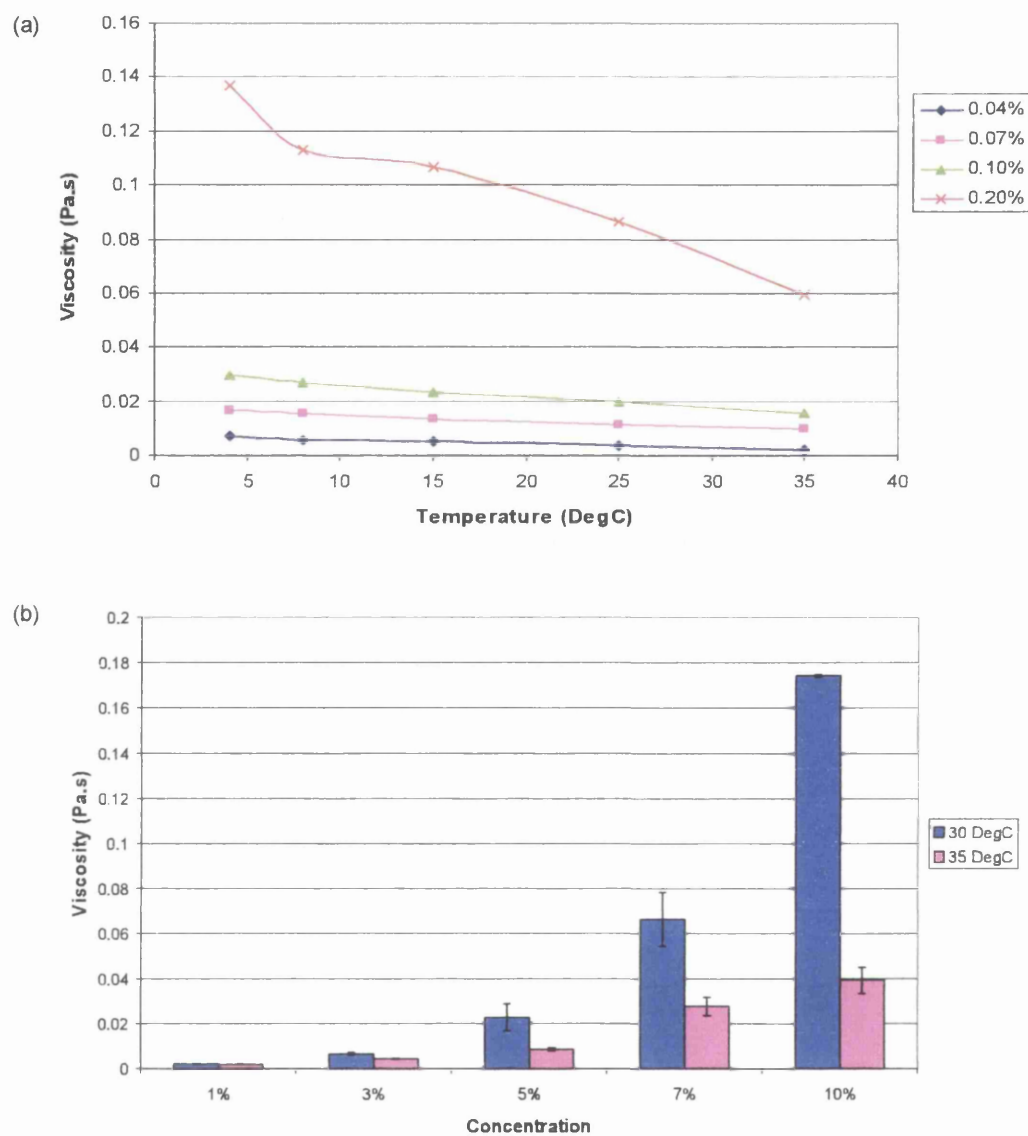 (a)
0.16
0.14
0.12
0.1
0.08
0.06
0.04
0.02
0
Viscosity (Pa.s)
0 5 10 15 20 25 30 35 40
Temperature (DegC)
0.04%
0.07%
0.10%
0.20%
(b)
0.2
0.18
0.16
0.14
0.12
0.1
0.08
0.06
0.04
0.02
0
Viscosity (Pa.s)
1% 3% 5% 7% 10%
Concentration
30 DegC
35 DegC